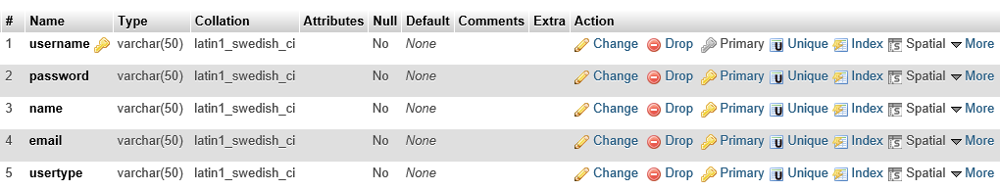 # Name Type Collation Attributes Null Default Comments Extra Action
1 username varchar(50) latin1_swedish_ci No None Change Drop Primary Unique Index Spatial More
2 password varchar(50) latin1_swedish_ci No None Change Drop Primary Unique Index Spatial More
3 name varchar(50) latin1_swedish_ci No None Change Drop Primary Unique Index Spatial More
4 email varchar(50) latin1_swedish_ci No None Change Drop Primary Unique Index Spatial More
5 usertype varchar(50) latin1_swedish_ci No None Change Drop Primary Unique Index Spatial More